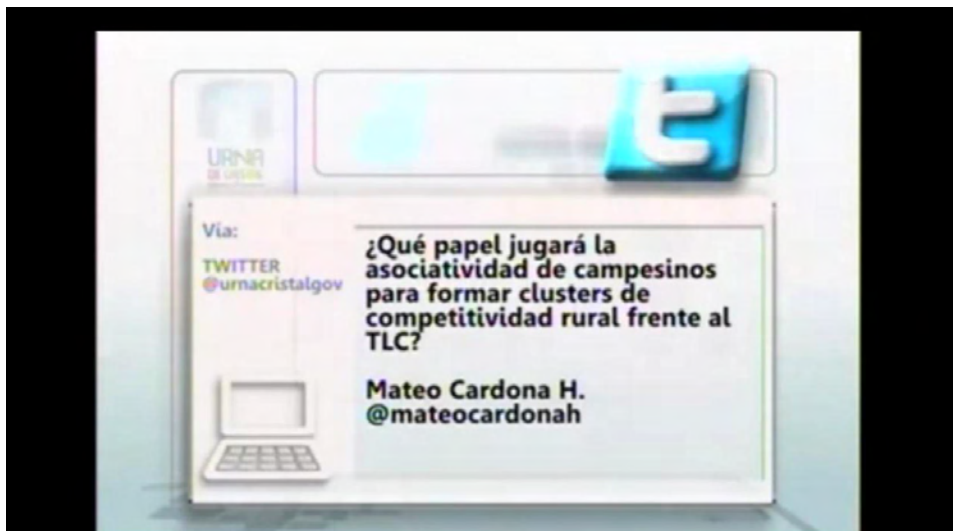 URNA
Vía:
TWITTER
@urnacristalgov
¿Qué papel jugará la
asociatividad de campesinos
para formar clusters de
competitividad rural frente al
TLC?
Mateo Cardona H.
@mateocardonah